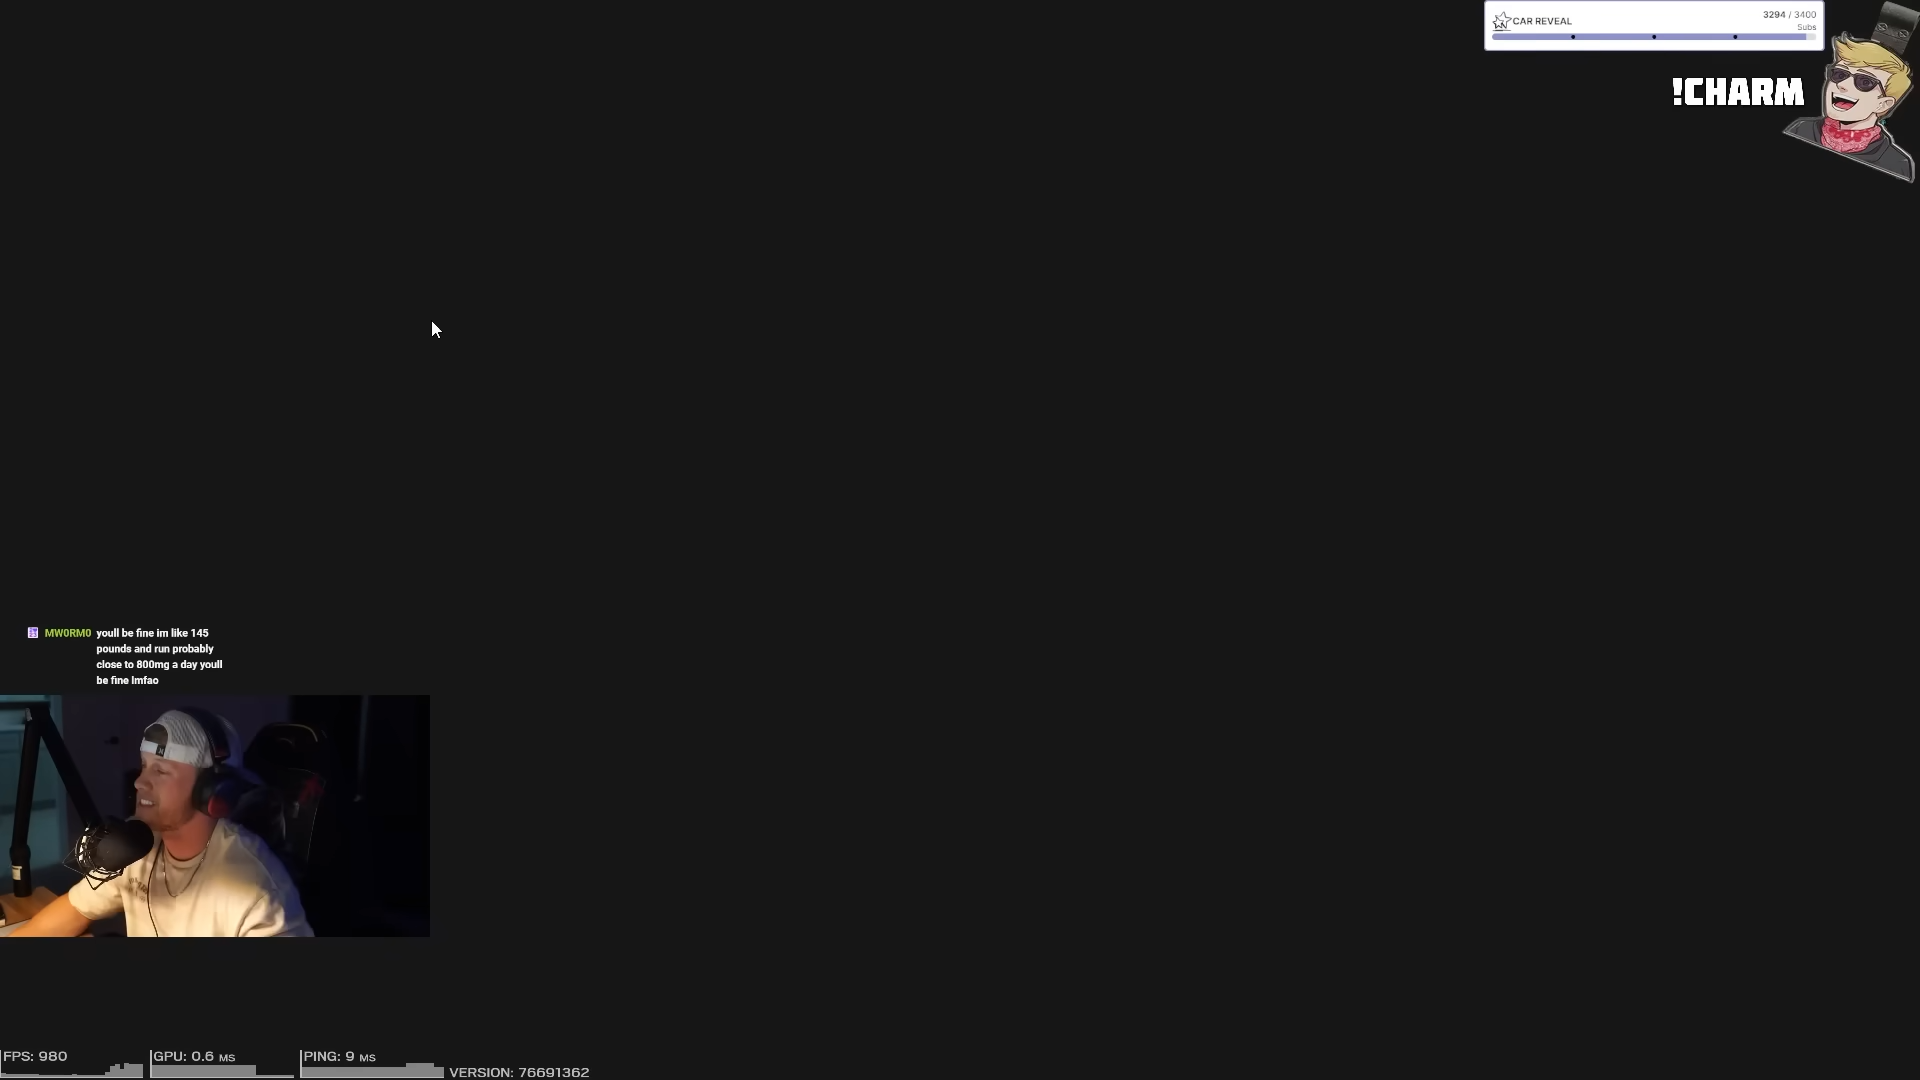 CAR REVEAL
3294 / 3400
Subs
!CHARM
MW0RM0 youll be fine im like 145
pounds and run probably
close to 800mg a day youll
be fine lmfao
FPS: 980
GPU: 0.6 MS
PING: 9 MS
VERSION: 76691362